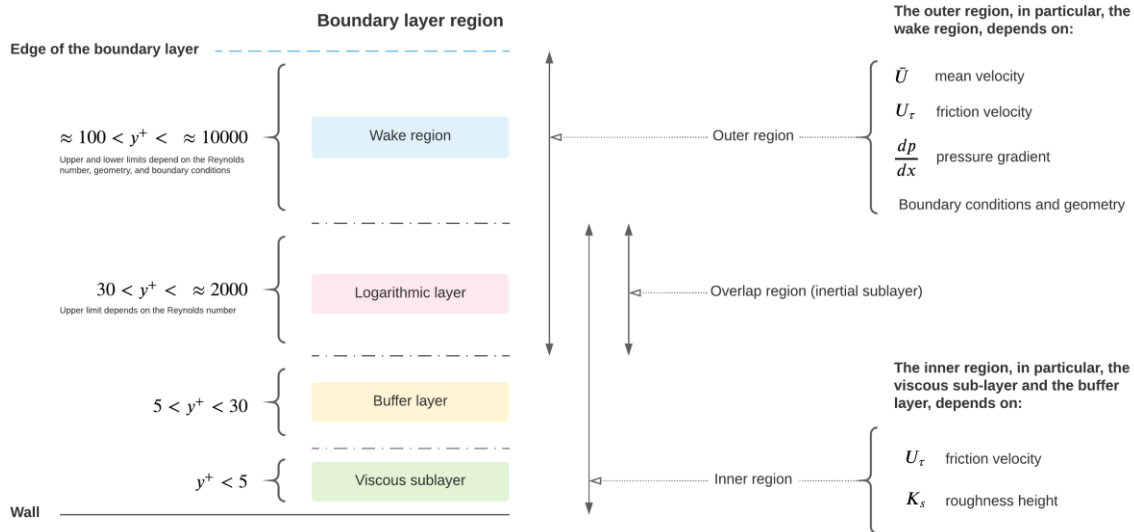 Boundary layer region
Edge of the boundary layer
≈ 100 < y⁺ < ≈ 10000
Upper and lower limits depend on the Reynolds
number, geometry, and boundary conditions
Wake region
30 < y⁺ < ≈ 2000
Upper limit depends on the Reynolds number
Logarithmic layer
5 < y⁺ < 30
Buffer layer
y⁺ < 5
Viscous sublayer
Wall
Outer region
Overlap region (inertial sublayer)
Inner region
The outer region, in particular, the
wake region, depends on:
Ū mean velocity
U_τ friction velocity
dp/dx pressure gradient
Boundary conditions and geometry
The inner region, in particular, the
viscous sub-layer and the buffer
layer, depends on:
U_τ friction velocity
K_s roughness height